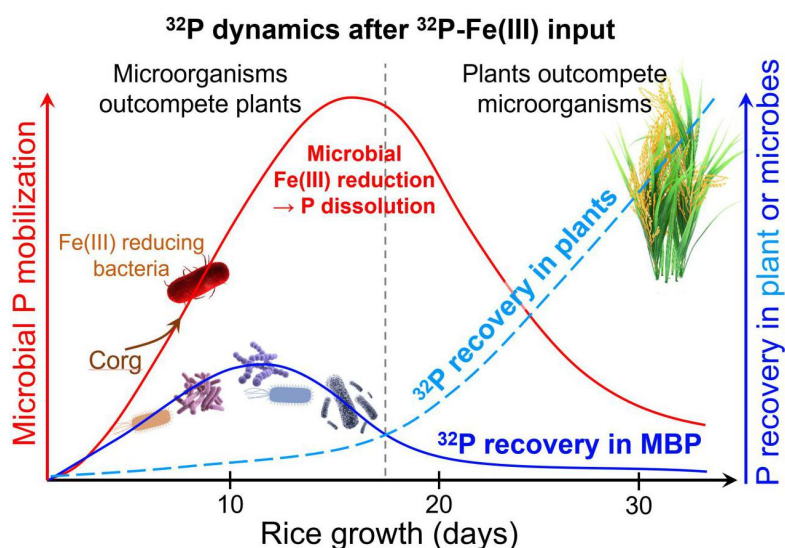 ³²P dynamics after ³²P-Fe(III) input
Microorganisms
outcompete plants
Plants outcompete
microorganisms
Microbial P mobilization
Microbial
Fe(III) reduction
→ P dissolution
Fe(III) reducing
bacteria
Corg
³²P recovery in plants
³²P recovery in MBP
P recovery in plant or microbes
10
20
30
Rice growth (days)